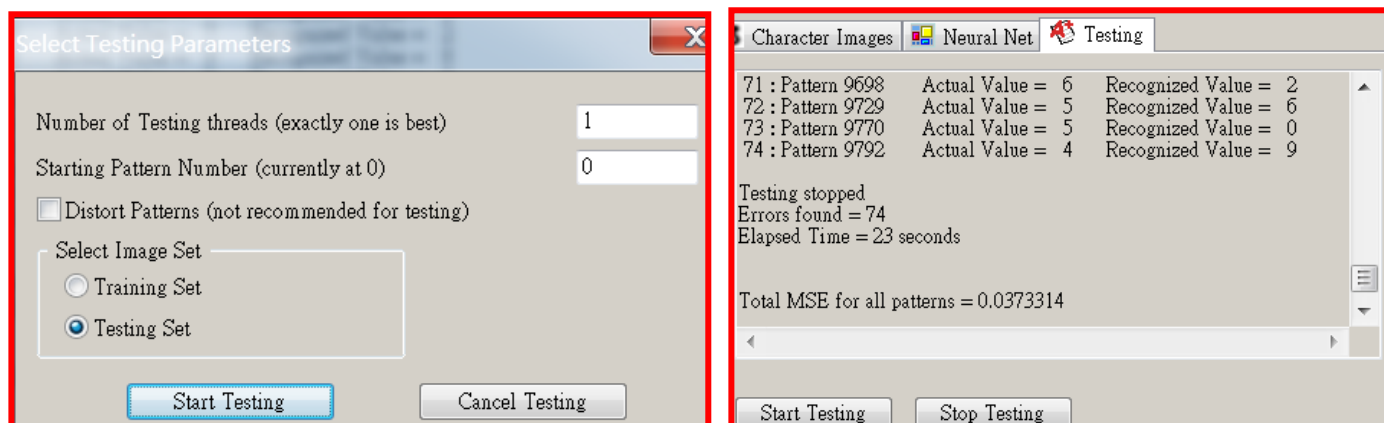 Select Testing Parameters
Number of Testing threads (exactly one is best)
1
Starting Pattern Number (currently at 0)
0
Distort Patterns (not recommended for testing)
Select Image Set
Training Set
Testing Set
Start Testing
Cancel Testing
Character Images
Neural Net
Testing
71 : Pattern 9698 Actual Value = 6 Recognized Value = 2
72 : Pattern 9729 Actual Value = 5 Recognized Value = 6
73 : Pattern 9770 Actual Value = 5 Recognized Value = 0
74 : Pattern 9792 Actual Value = 4 Recognized Value = 9
Testing stopped
Errors found = 74
Elapsed Time = 23 seconds
Total MSE for all patterns = 0.0373314
Start Testing
Stop Testing